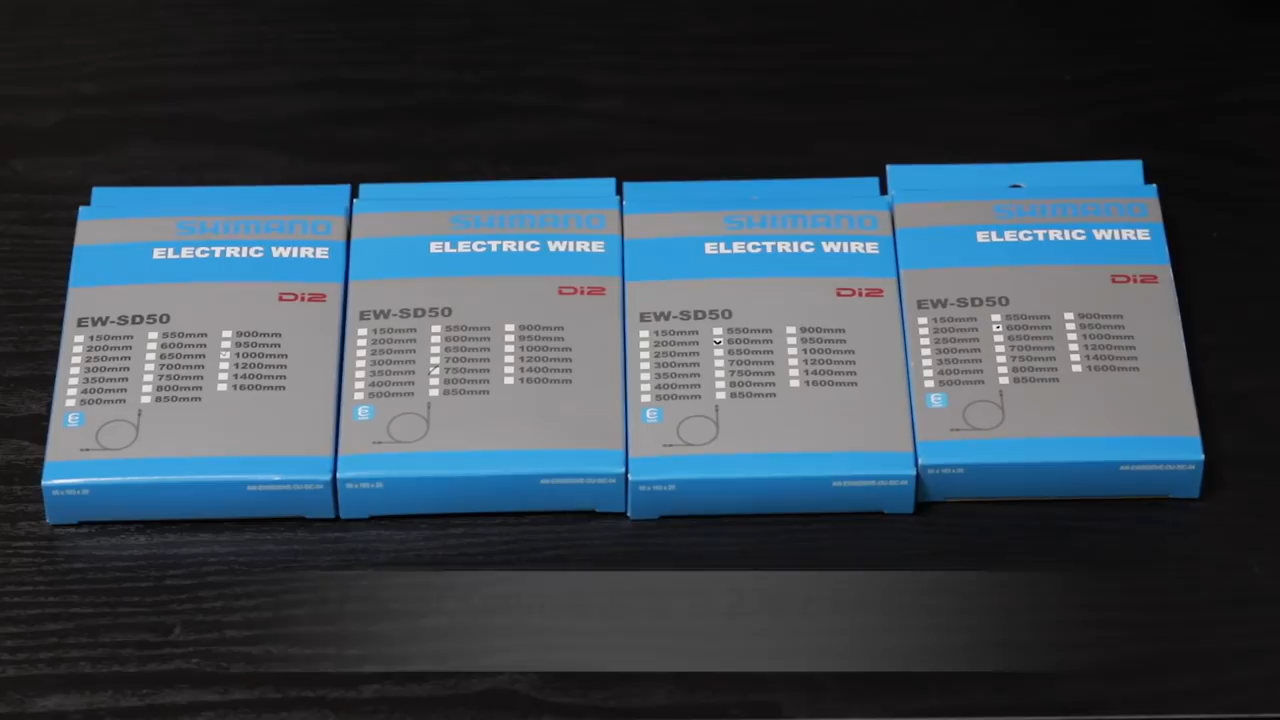 SHIMANO
ELECTRIC WIRE
Di2
EW-SD50
150mm 550mm 900mm
200mm 600mm 950mm
250mm 650mm 1000mm
300mm 700mm 1200mm
350mm 750mm 1400mm
400mm 800mm 1600mm
500mm 850mm
SHIMANO
ELECTRIC WIRE
Di2
EW-SD50
150mm 550mm 900mm
200mm 600mm 950mm
250mm 650mm 1000mm
300mm 700mm 1200mm
350mm 750mm 1400mm
400mm 800mm 1600mm
500mm 850mm
SHIMANO
ELECTRIC WIRE
Di2
EW-SD50
150mm 550mm 900mm
200mm 600mm 950mm
250mm 650mm 1000mm
300mm 700mm 1200mm
350mm 750mm 1400mm
400mm 800mm 1600mm
500mm 850mm
SHIMANO
ELECTRIC WIRE
Di2
EW-SD50
150mm 550mm 900mm
200mm 600mm 950mm
250mm 650mm 1000mm
300mm 700mm 1200mm
350mm 750mm 1400mm
400mm 800mm 1600mm
500mm 850mm